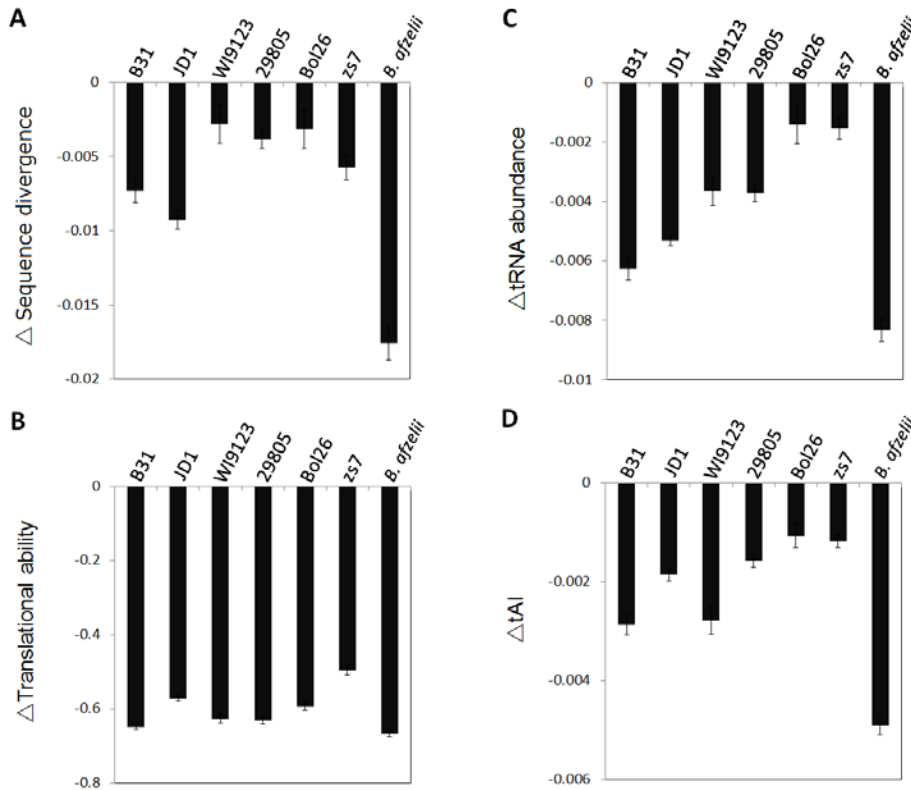 A
B31 JD1 WI9123 29805 Bol26 zs7 B. afzelii
0
-0.005
-0.01
-0.015
-0.02
△ Sequence divergence
C
B31 JD1 WI9123 29805 Bol26 zs7 B. afzelii
0
-0.002
-0.004
-0.006
-0.008
-0.01
△tRNA abundance
B
B31 JD1 WI9123 29805 Bol26 zs7 B. afzelii
0
-0.2
-0.4
-0.6
-0.8
△Translational ability
D
B31 JD1 WI9123 29805 Bol26 zs7 B. afzelii
0
-0.002
-0.004
-0.006
△tAI